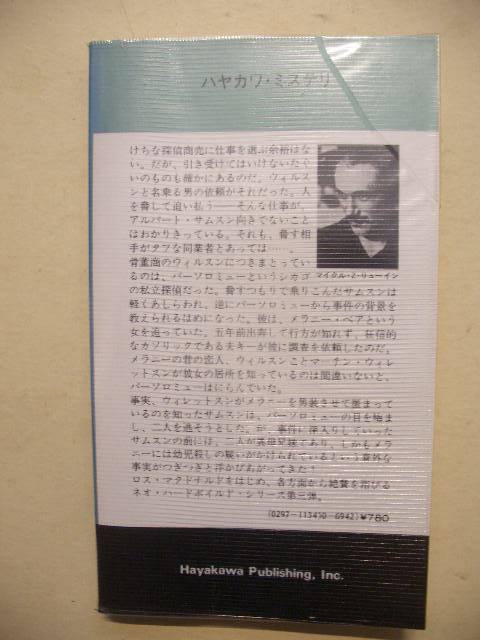 ハヤカワ・ミステリ
けちな探偵商売に仕事を選ぶ余裕はな
い。だが、引き受けてはいけないたぐ
いのものも確かにあるのだ。ウィルス
ンと名乗る男の依頼がそれだった。人
を脅して追い払う——そんな仕事が、
アルバート・サムスン向きでないこと
はわかりきっている。それも、脅す相
手がタフな同業者とあっては……。
骨董商のウィルスンにつきまとってい
るのは、バーソロミューというシカゴ
マイクル・Z・リューイン
の私立探偵だった。脅すつもりで乗りこんだサムスンは
軽くあしらわれ、逆にバーソロミューから事件の背景を
教えられるはめになった。彼は、メラニー・ベアという
女を追っていた。五年前出奔して行方が知れず、狂信的
なカソリックである夫キーが彼に調査を依頼したのだ。
メラニーの昔の恋人、ウィルスンことマーチン・ウィレ
ットスンが彼女の居所を知っているのは間違いないと、
バーソロミューはにらんでいた。
事実、ウィレットスンがメラニーを男装させて匿まって
いるのを知ったサムスンは、バーソロミューの目を晦ま
し、二人を逃そうとした。が、事件に深入りしていった
サムスンの前には、二人が異母兄妹であり、しかもメラ
ニーには幼児殺しの疑いがかけられているという意外な
事実がつぎつぎと浮かびあがってきた！
ロス・マクドナルドをはじめ、各方面から絶賛を浴びる
ネオ・ハードボイルド・シリーズ第三弾。
(0297-113430-6942)¥780
Hayakawa Publishing, Inc.